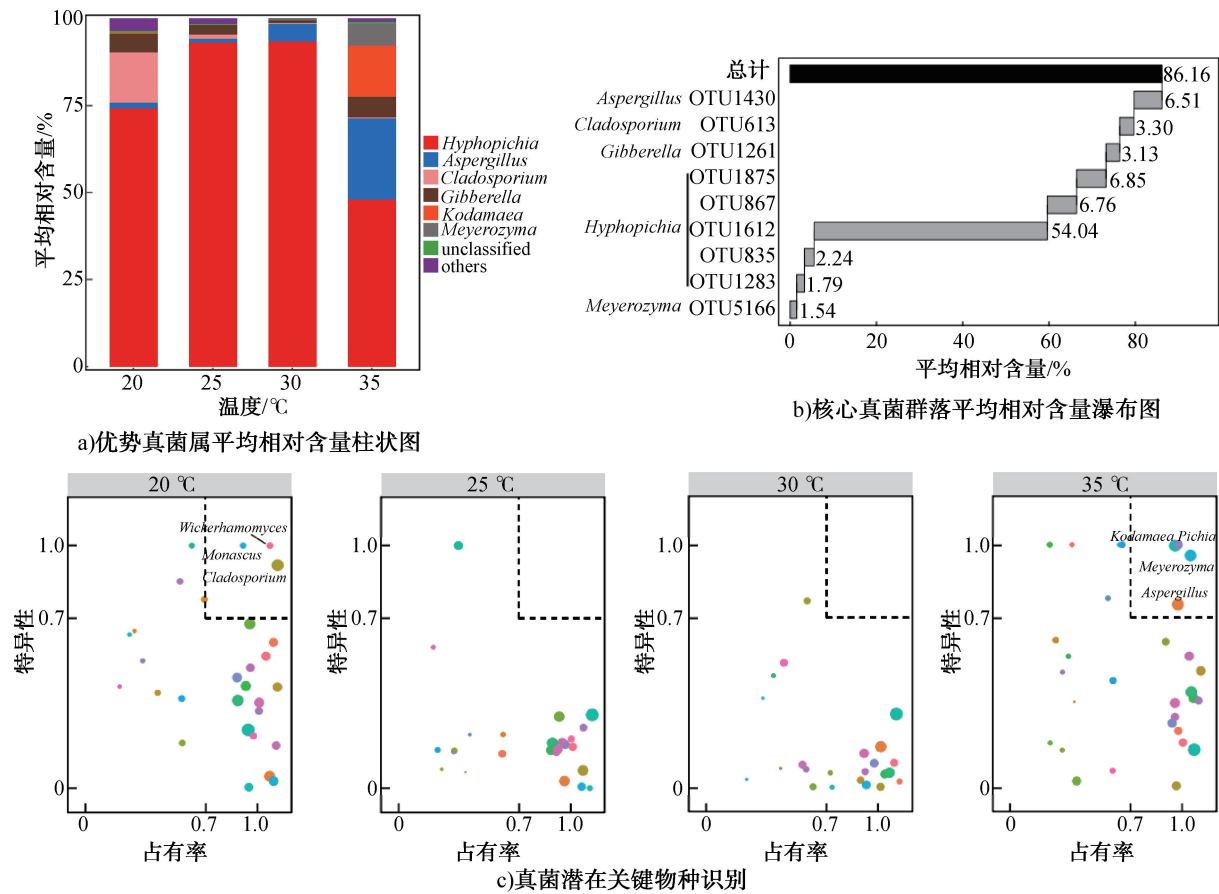 100
75
50
25
0
平均相对含量/%
20 25 30 35
温度/℃
Hyphopichia
Aspergillus
Cladosporium
Gibberella
Kodamaea
Meyerozyma
unclassified
others
a)优势真菌属平均相对含量柱状图
总计 86.16
Aspergillus OTU1430 6.51
Cladosporium OTU613 3.30
Gibberella OTU1261 3.13
OTU1875 6.85
OTU867 6.76
Hyphopichia OTU1612 54.04
OTU835 2.24
OTU1283 1.79
Meyerozyma OTU5166 1.54
0 20 40 60 80
平均相对含量/%
b)核心真菌群落平均相对含量瀑布图
20 ℃
Wickerhamomyces
Monascus
Cladosporium
1.0
0.7
0
特异性
0 0.7 1.0
占有率
25 ℃
1.0
0.7
0
特异性
0 0.7 1.0
占有率
30 ℃
1.0
0.7
0
特异性
0 0.7 1.0
占有率
35 ℃
Kodamaea Pichia
Meyerozyma
Aspergillus
1.0
0.7
0
特异性
0 0.7 1.0
占有率
c)真菌潜在关键物种识别